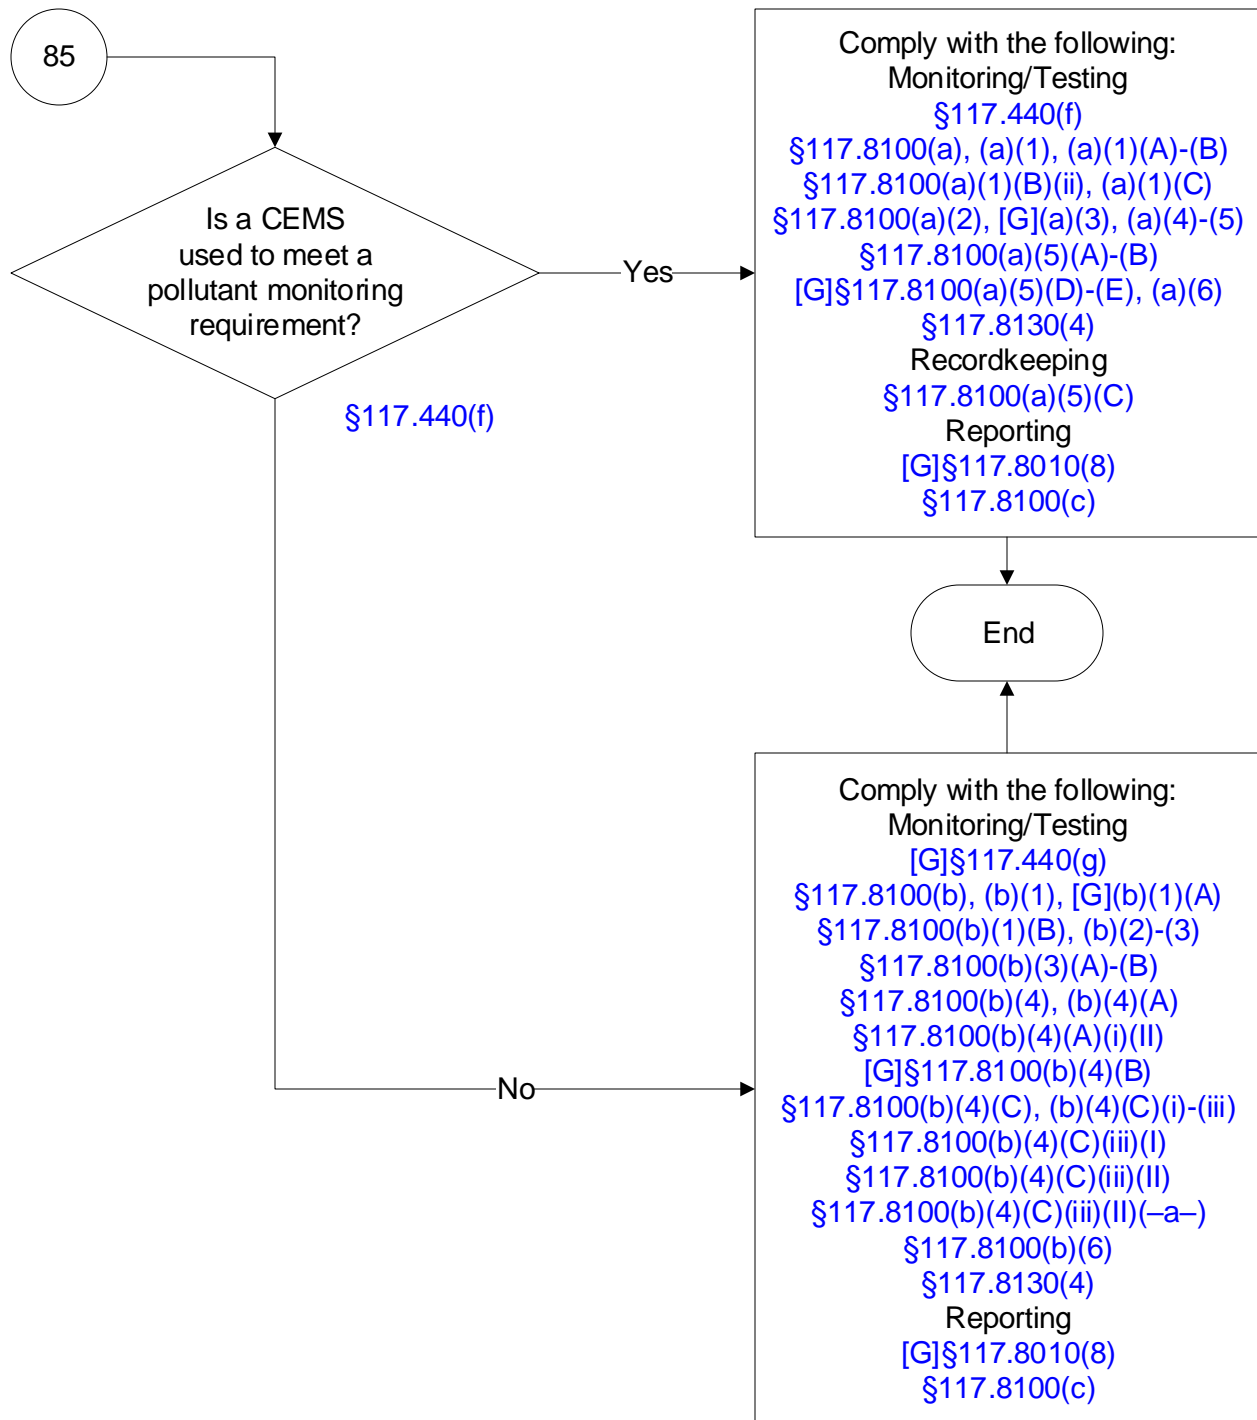 85
Is a CEMS
used to meet a
pollutant monitoring
requirement?
§117.440(f)
Yes
Comply with the following:
Monitoring/Testing
§117.440(f)
§117.8100(a), (a)(1), (a)(1)(A)-(B)
§117.8100(a)(1)(B)(ii), (a)(1)(C)
§117.8100(a)(2), [G](a)(3), (a)(4)-(5)
§117.8100(a)(5)(A)-(B)
[G]§117.8100(a)(5)(D)-(E), (a)(6)
§117.8130(4)
Recordkeeping
§117.8100(a)(5)(C)
Reporting
[G]§117.8010(8)
§117.8100(c)
End
No
Comply with the following:
Monitoring/Testing
[G]§117.440(g)
§117.8100(b), (b)(1), [G](b)(1)(A)
§117.8100(b)(1)(B), (b)(2)-(3)
§117.8100(b)(3)(A)-(B)
§117.8100(b)(4), (b)(4)(A)
§117.8100(b)(4)(A)(i)(II)
[G]§117.8100(b)(4)(B)
§117.8100(b)(4)(C), (b)(4)(C)(i)-(iii)
§117.8100(b)(4)(C)(iii)(I)
§117.8100(b)(4)(C)(iii)(II)
§117.8100(b)(4)(C)(iii)(II)(–a–)
§117.8100(b)(6)
§117.8130(4)
Reporting
[G]§117.8010(8)
§117.8100(c)